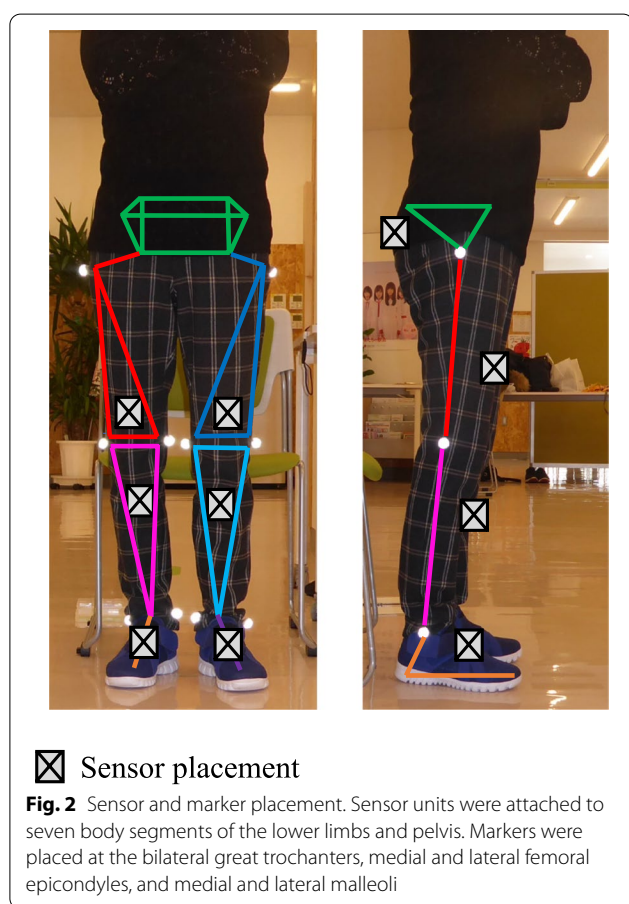 Sensor placement
Fig. 2 Sensor and marker placement. Sensor units were attached to
seven body segments of the lower limbs and pelvis. Markers were
placed at the bilateral great trochanters, medial and lateral femoral
epicondyles, and medial and lateral malleoli